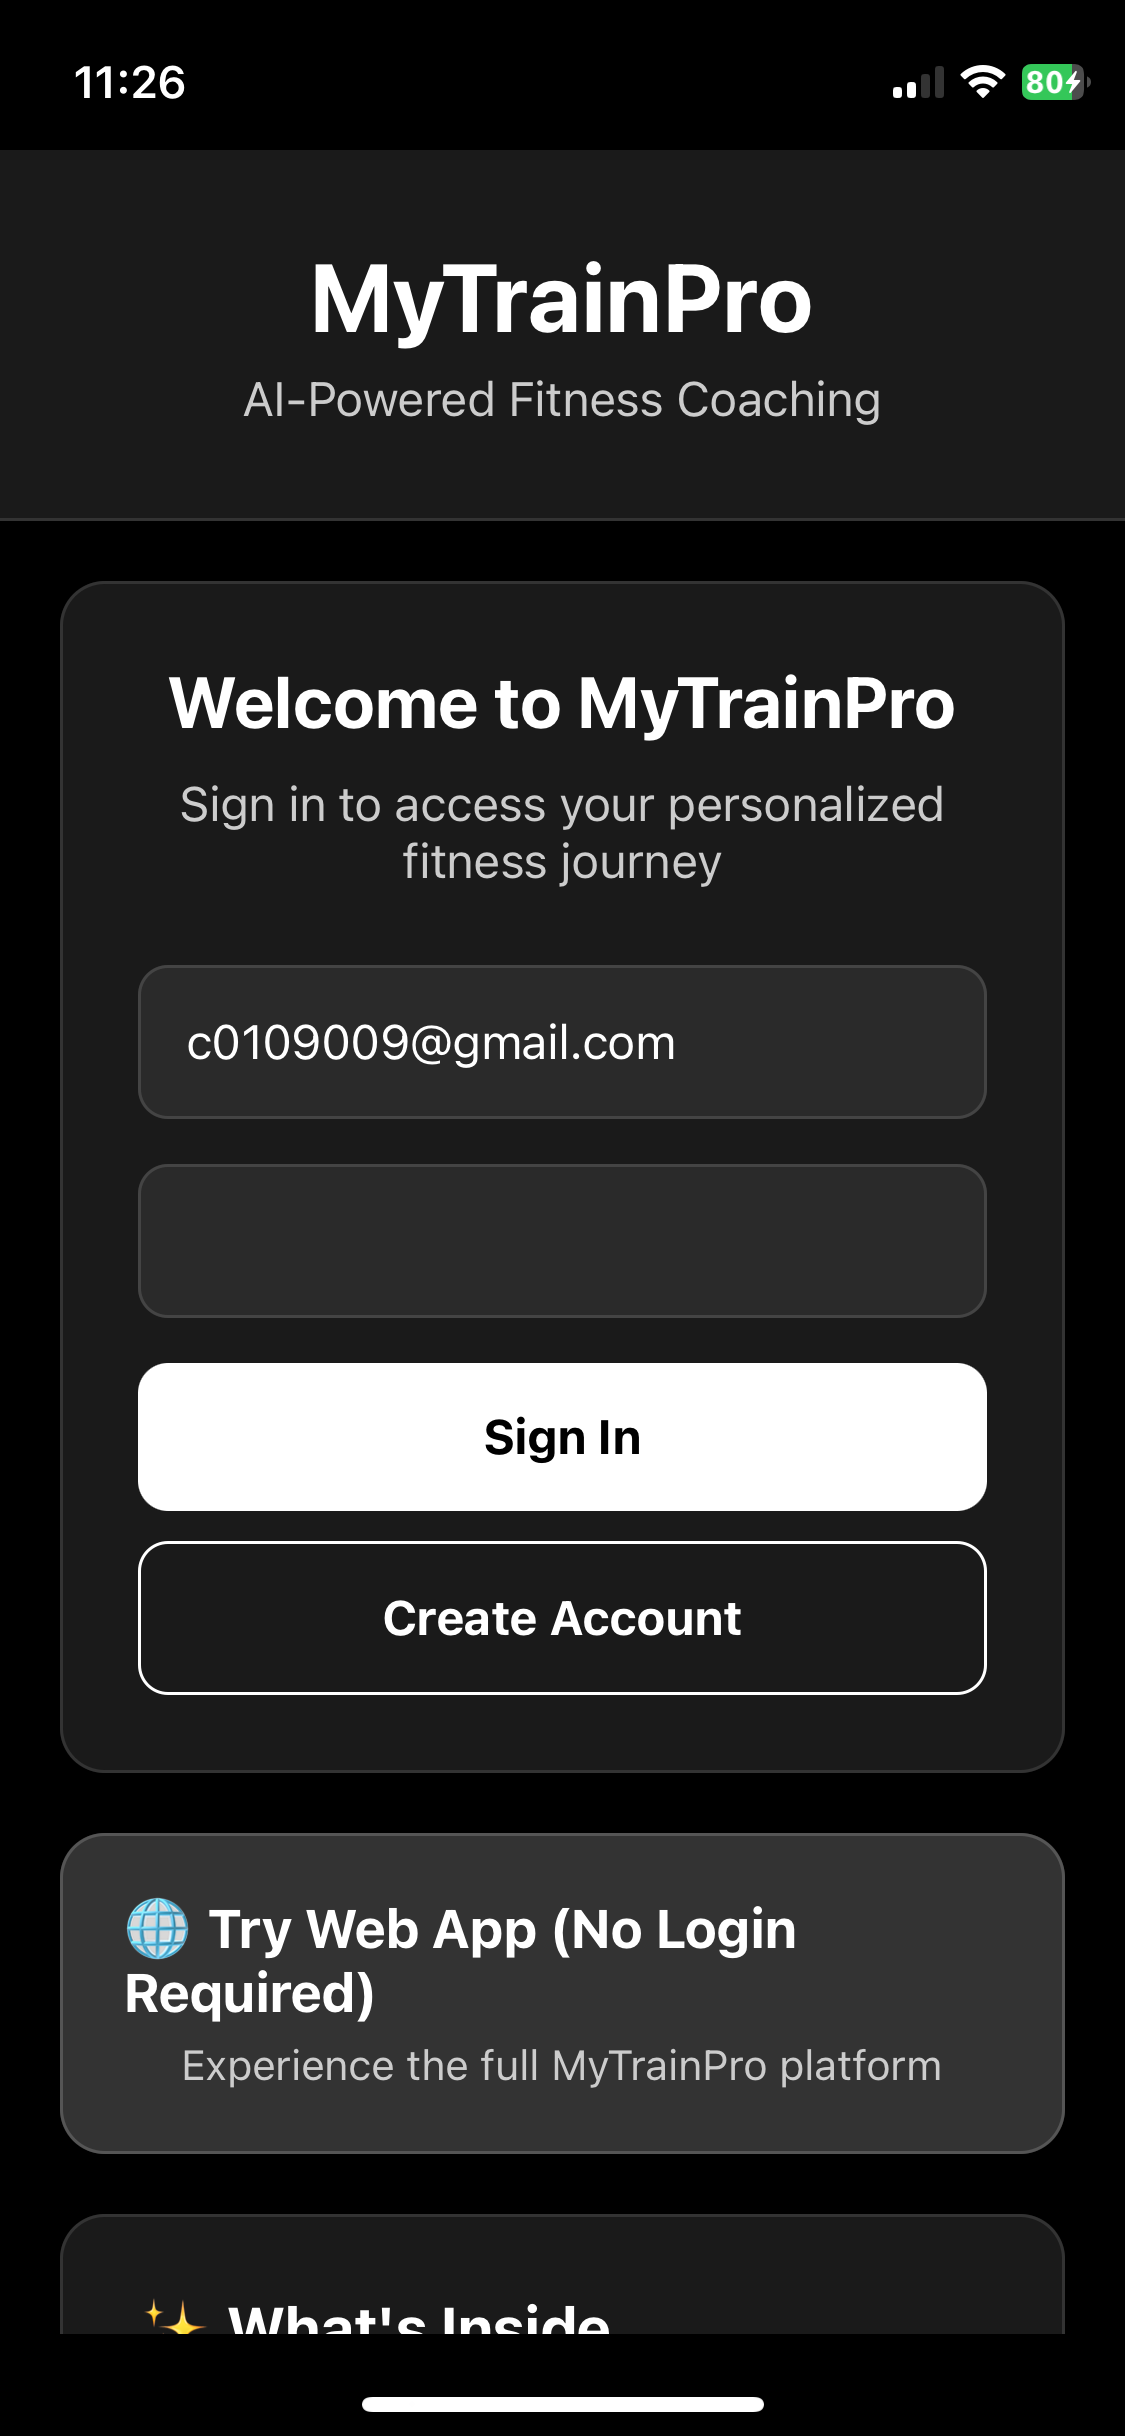 11:26
80
MyTrainPro
AI-Powered Fitness Coaching
Welcome to MyTrainPro
Sign in to access your personalized
fitness journey
c0109009@gmail.com
Sign In
Create Account
Try Web App (No Login
Required)
Experience the full MyTrainPro platform
What's Inside